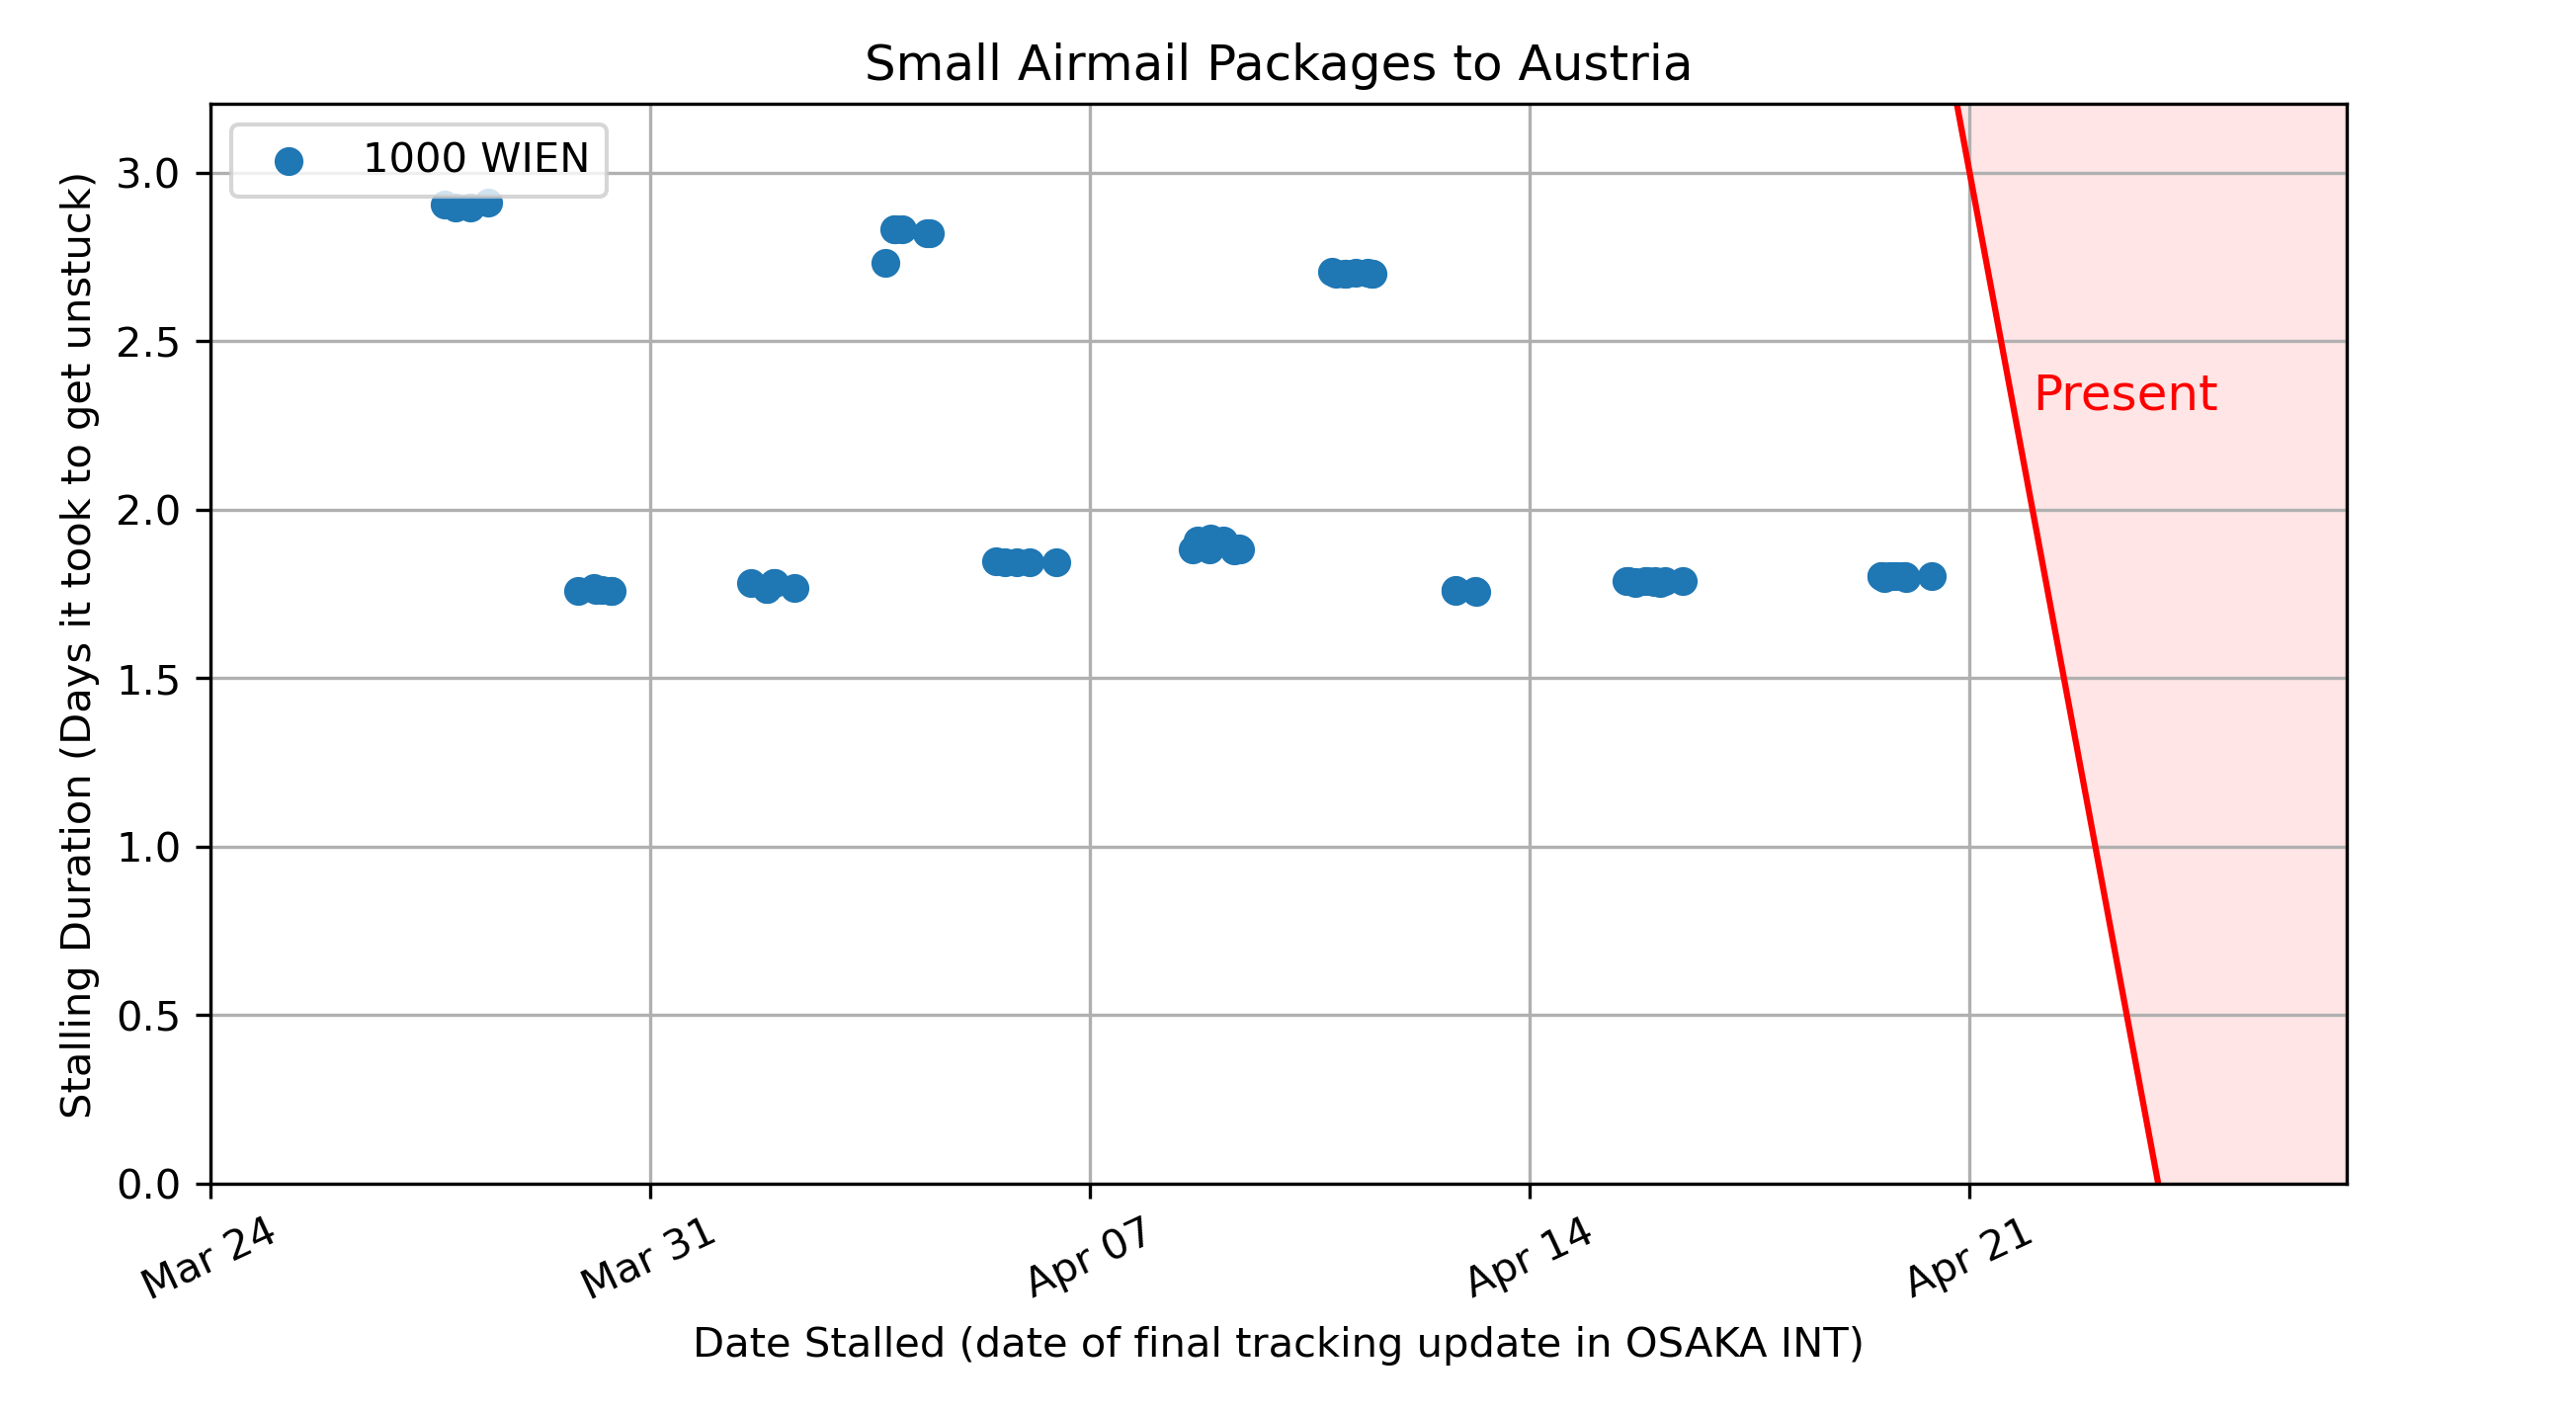 Small Airmail Packages to Austria
1000 WIEN
Stalling Duration (Days it took to get unstuck)
3.0
2.5
2.0
1.5
1.0
0.5
0.0
Present
Mar 24
Mar 31
Apr 07
Apr 14
Apr 21
Date Stalled (date of final tracking update in OSAKA INT)